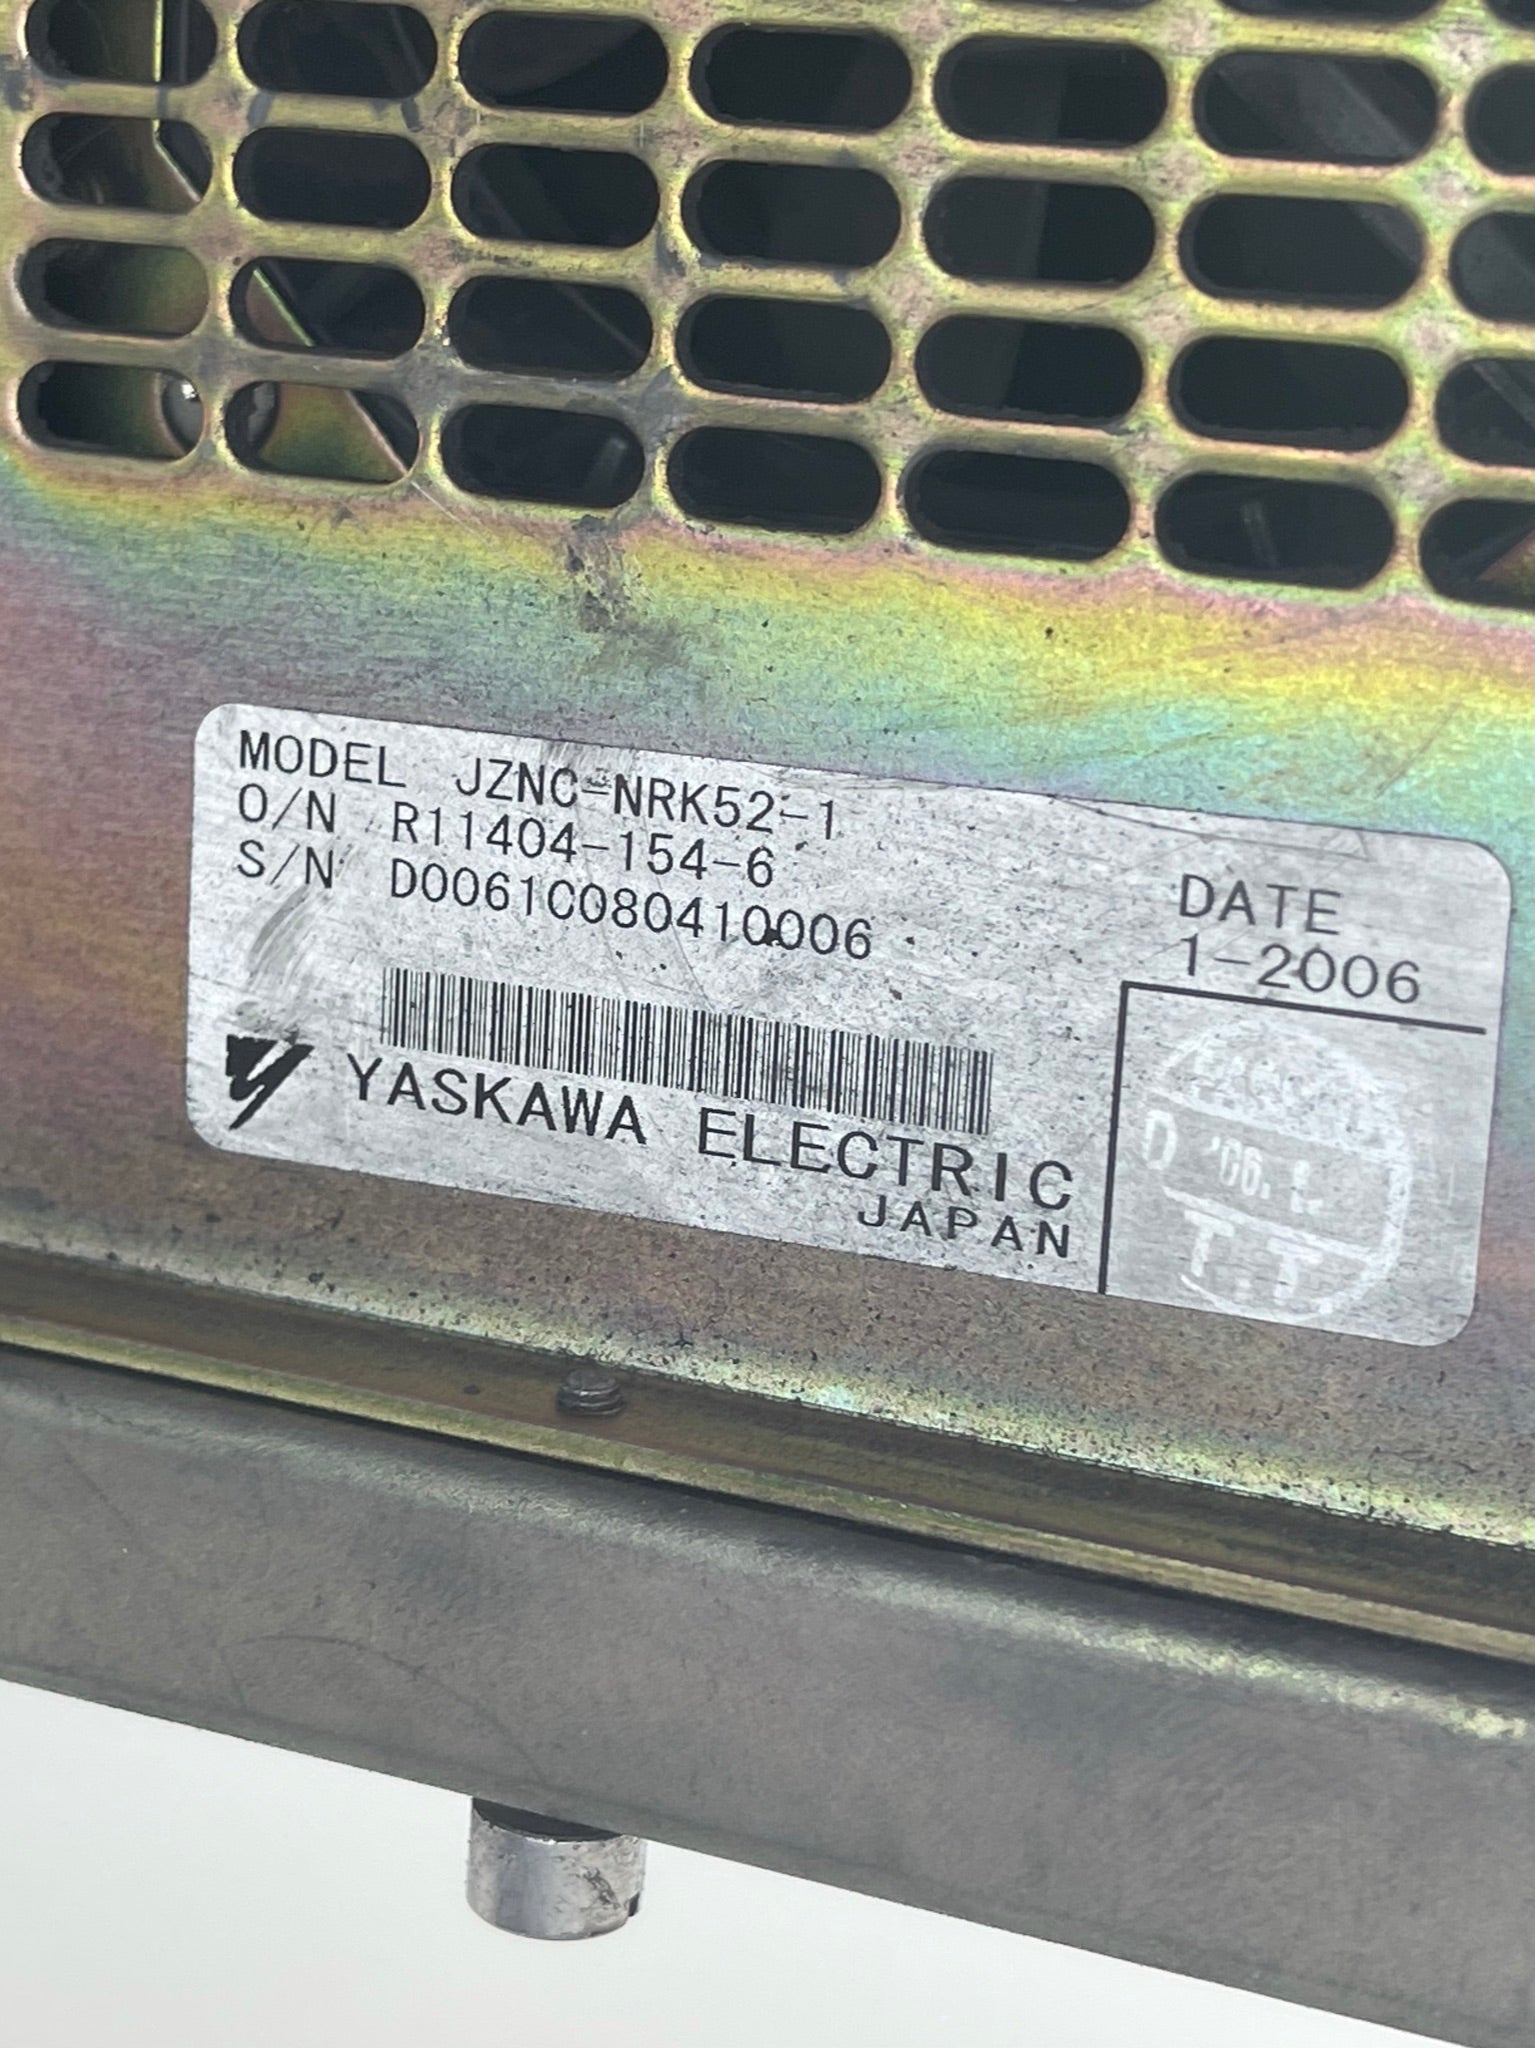 MODEL JZNC-NRK52-1
O/N R11404-154-6
S/N D0061C080410006
DATE
1-2006
YASKAWA ELECTRIC
JAPAN
D '06.
T.T.